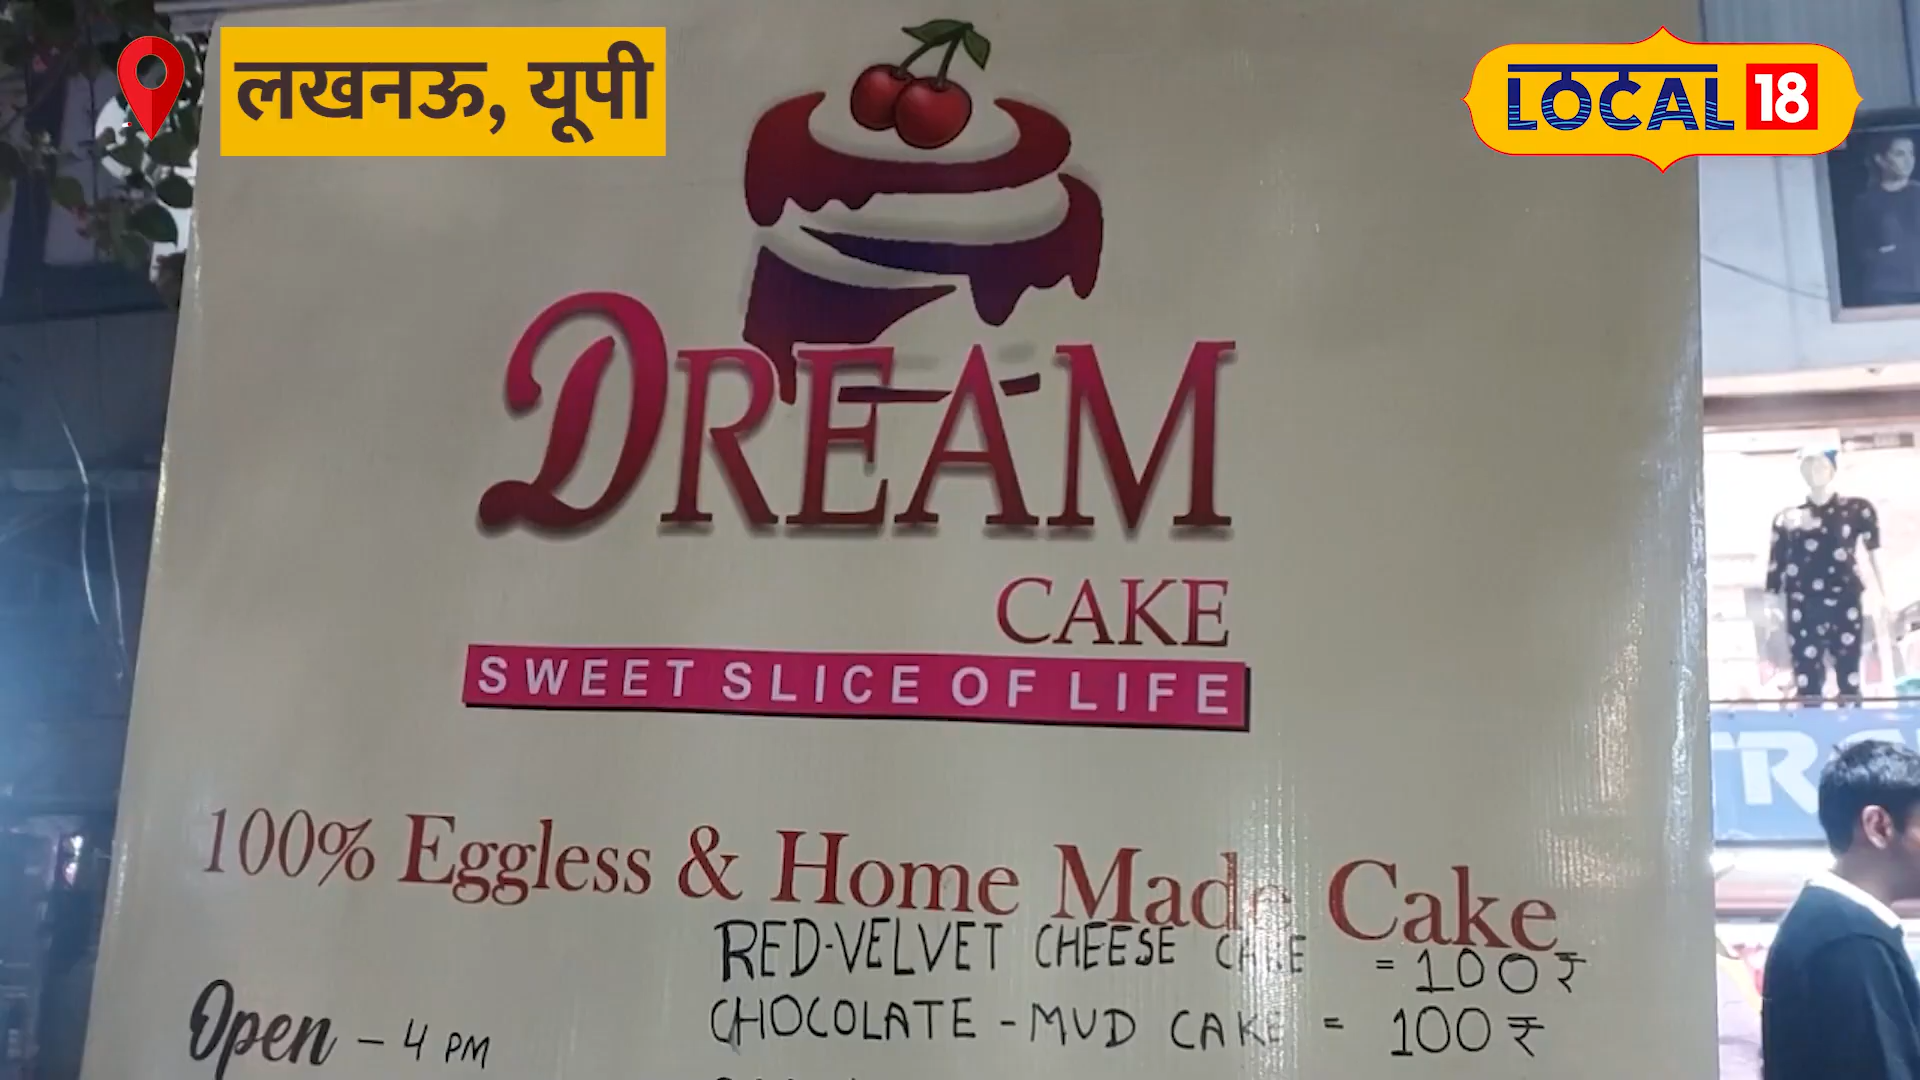 लखनऊ, यूपी
LOCAL 18
DREAM
CAKE
SWEET SLICE OF LIFE
100% Eggless & Home Made Cake
RED-VELVET CHEESE CAKE = 100₹
CHOCOLATE - MUD CAKE = 100₹
Open - 4 PM